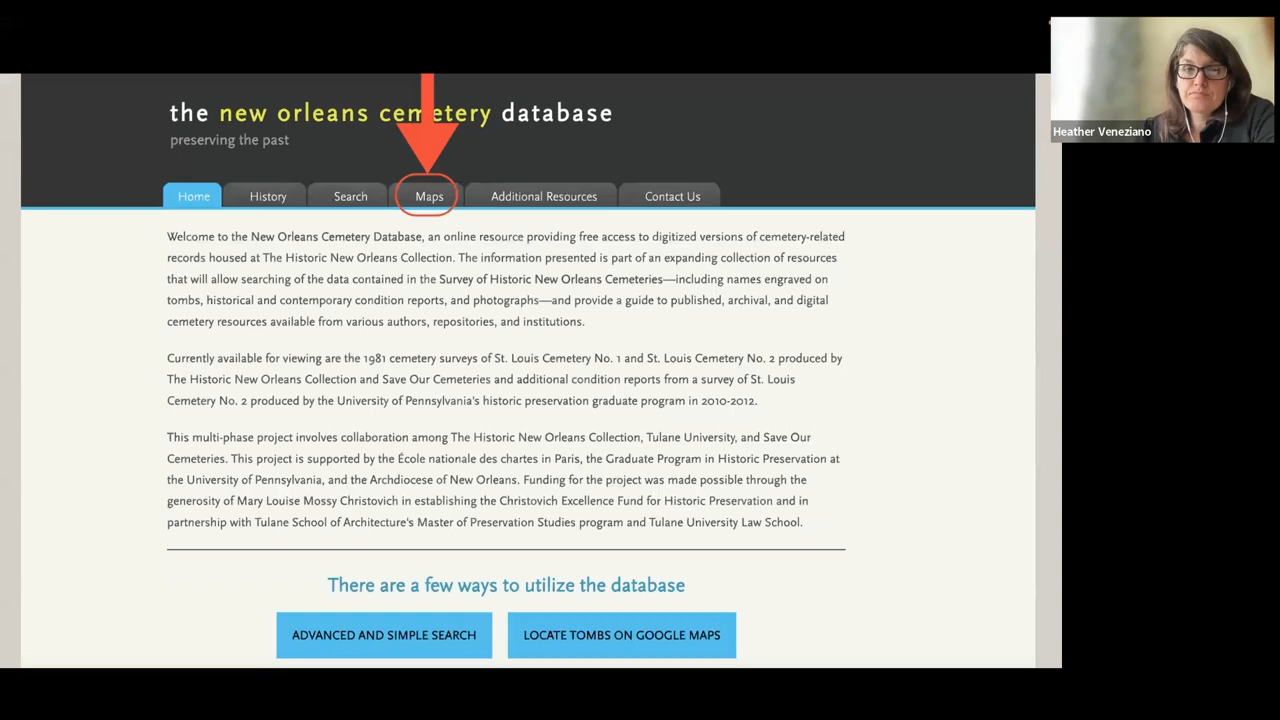 the new orleans cemetery database
preserving the past
Home History Search Maps Additional Resources Contact Us
Welcome to the New Orleans Cemetery Database, an online resource providing free access to digitized versions of cemetery-related
records housed at The Historic New Orleans Collection. The information presented is part of an expanding collection of resources
that will allow searching of the data contained in the Survey of Historic New Orleans Cemeteries—including names engraved on
tombs, historical and contemporary condition reports, and photographs—and provide a guide to published, archival, and digital
cemetery resources available from various authors, repositories, and institutions.
Currently available for viewing are the 1981 cemetery surveys of St. Louis Cemetery No. 1 and St. Louis Cemetery No. 2 produced by
The Historic New Orleans Collection and Save Our Cemeteries and additional condition reports from a survey of St. Louis
Cemetery No. 2 produced by the University of Pennsylvania's historic preservation graduate program in 2010-2012.
This multi-phase project involves collaboration among The Historic New Orleans Collection, Tulane University, and Save Our
Cemeteries. This project is supported by the École nationale des chartes in Paris, the Graduate Program in Historic Preservation at
the University of Pennsylvania, and the Archdiocese of New Orleans. Funding for the project was made possible through the
generosity of Mary Louise Mossy Christovich in establishing the Christovich Excellence Fund for Historic Preservation and in
partnership with Tulane School of Architecture's Master of Preservation Studies program and Tulane University Law School.
There are a few ways to utilize the database
ADVANCED AND SIMPLE SEARCH LOCATE TOMBS ON GOOGLE MAPS
Heather Veneziano